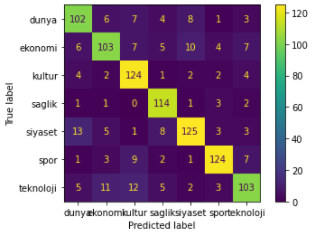 dunya 102 6 7 4 8 1 3
ekonomi 6 103 7 5 10 4 7
kultur 4 2 124 1 2 2 4
saglik 1 1 0 114 1 3 2
siyaset 13 5 1 8 125 3 3
spor 1 3 9 2 1 124 7
teknoloji 5 11 12 5 2 3 103
dunya ekonomi kultur saglik siyaset spor teknoloji
Predicted label
True label
120
100
80
60
40
20
0